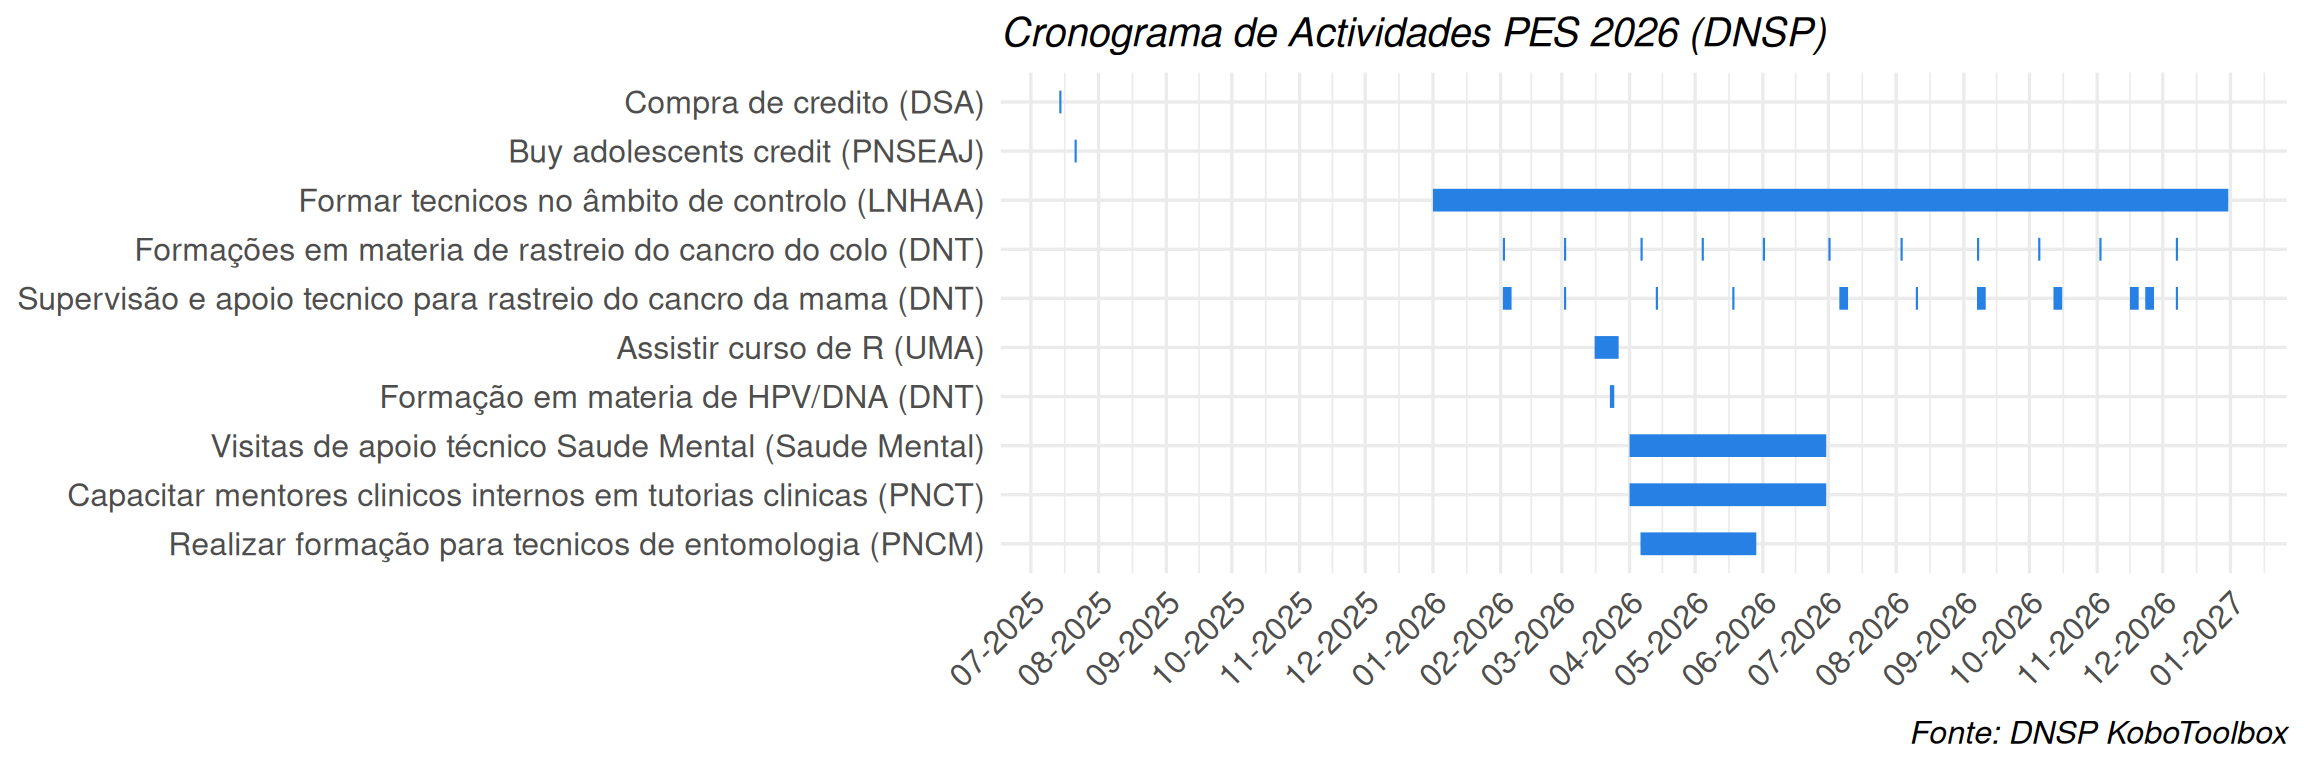 Cronograma de Actividades PES 2026 (DNSP)
Compra de credito (DSA)
Buy adolescents credit (PNSEAJ)
Formar tecnicos no âmbito de controlo (LNHAA)
Formações em materia de rastreio do cancro do colo (DNT)
Supervisão e apoio tecnico para rastreio do cancro da mama (DNT)
Assistir curso de R (UMA)
Formação em materia de HPV/DNA (DNT)
Visitas de apoio técnico Saude Mental (Saude Mental)
Capacitar mentores clinicos internos em tutorias clinicas (PNCT)
Realizar formação para tecnicos de entomologia (PNCM)
07-2025
08-2025
09-2025
10-2025
11-2025
12-2025
01-2026
02-2026
03-2026
04-2026
05-2026
06-2026
07-2026
08-2026
09-2026
10-2026
11-2026
12-2026
01-2027
Fonte: DNSP KoboToolbox